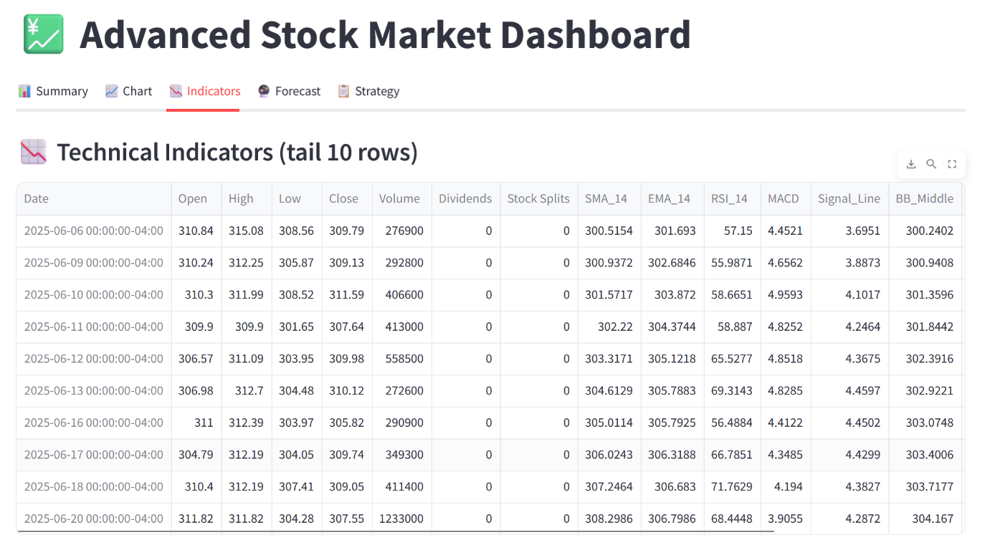 Advanced Stock Market Dashboard
Summary Chart Indicators Forecast Strategy
Technical Indicators (tail 10 rows)
Date Open High Low Close Volume Dividends Stock Splits SMA_14 EMA_14 RSI_14 MACD Signal_Line BB_Middle
2025-06-06 00:00:00-04:00 310.84 315.08 308.56 309.79 276900 0 0 300.5154 301.693 57.15 4.4521 3.6951 300.2402
2025-06-09 00:00:00-04:00 310.24 312.25 305.87 309.13 292800 0 0 300.9372 302.6846 55.9871 4.6562 3.8873 300.9408
2025-06-10 00:00:00-04:00 310.3 311.99 308.52 311.59 406600 0 0 301.5717 303.872 58.6651 4.9593 4.1017 301.3596
2025-06-11 00:00:00-04:00 309.9 309.9 301.65 307.64 413000 0 0 302.22 304.3744 58.887 4.8252 4.2464 301.8442
2025-06-12 00:00:00-04:00 306.57 311.09 303.95 309.98 558500 0 0 303.3171 305.1218 65.5277 4.8518 4.3675 302.3916
2025-06-13 00:00:00-04:00 306.98 312.7 304.48 310.12 272600 0 0 304.6129 305.7883 69.3143 4.8285 4.4597 302.9221
2025-06-16 00:00:00-04:00 311 312.39 303.97 305.82 290900 0 0 305.0114 305.7925 56.4884 4.4122 4.4502 303.0748
2025-06-17 00:00:00-04:00 304.79 312.19 304.05 309.74 349300 0 0 306.0243 306.3188 66.7851 4.3485 4.4299 303.4006
2025-06-18 00:00:00-04:00 310.4 312.19 307.41 309.05 411400 0 0 307.2464 306.683 71.7629 4.194 4.3827 303.7177
2025-06-20 00:00:00-04:00 311.82 311.82 304.28 307.55 1233000 0 0 308.2986 306.7986 68.4448 3.9055 4.2872 304.167